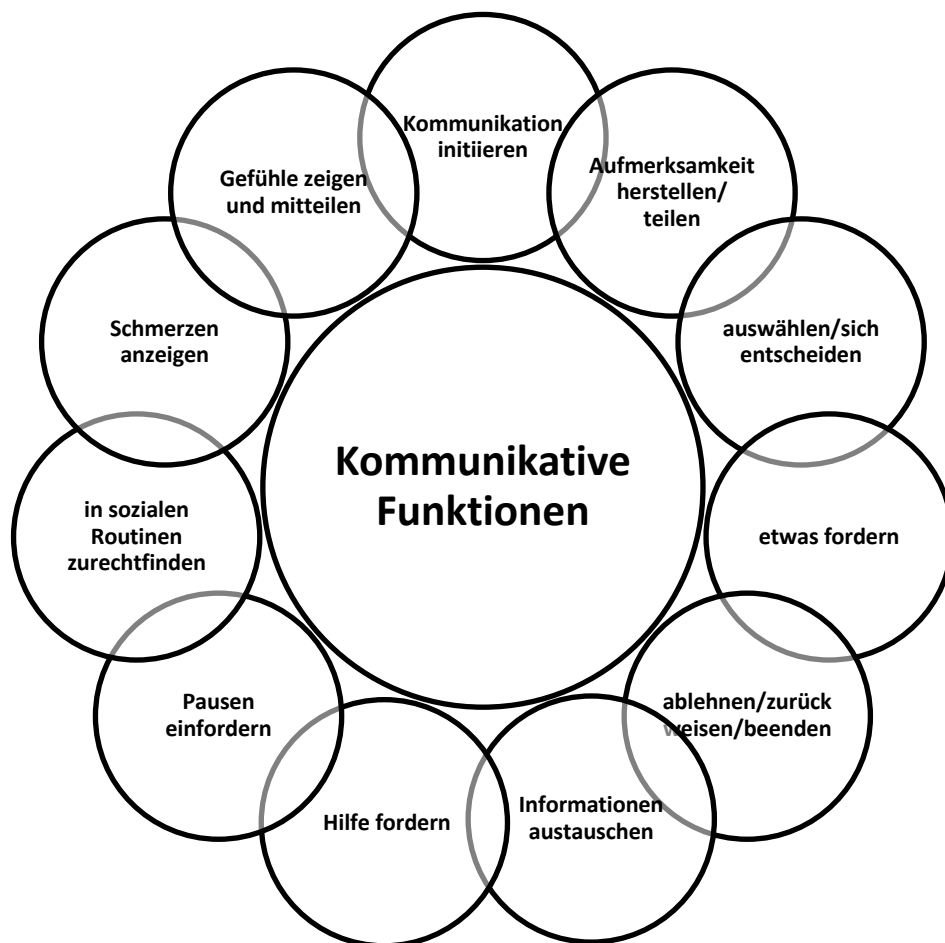 Kommunikation
initiieren
Aufmerksamkeit
herstellen/
teilen
auswählen/sich
entscheiden
etwas fordern
ablehnen/zurück
weisen/beenden
Informationen
austauschen
Hilfe fordern
Pausen
einfordern
in sozialen
Routinen
zurechtfinden
Schmerzen
anzeigen
Gefühle zeigen
und mitteilen
Kommunikative
Funktionen